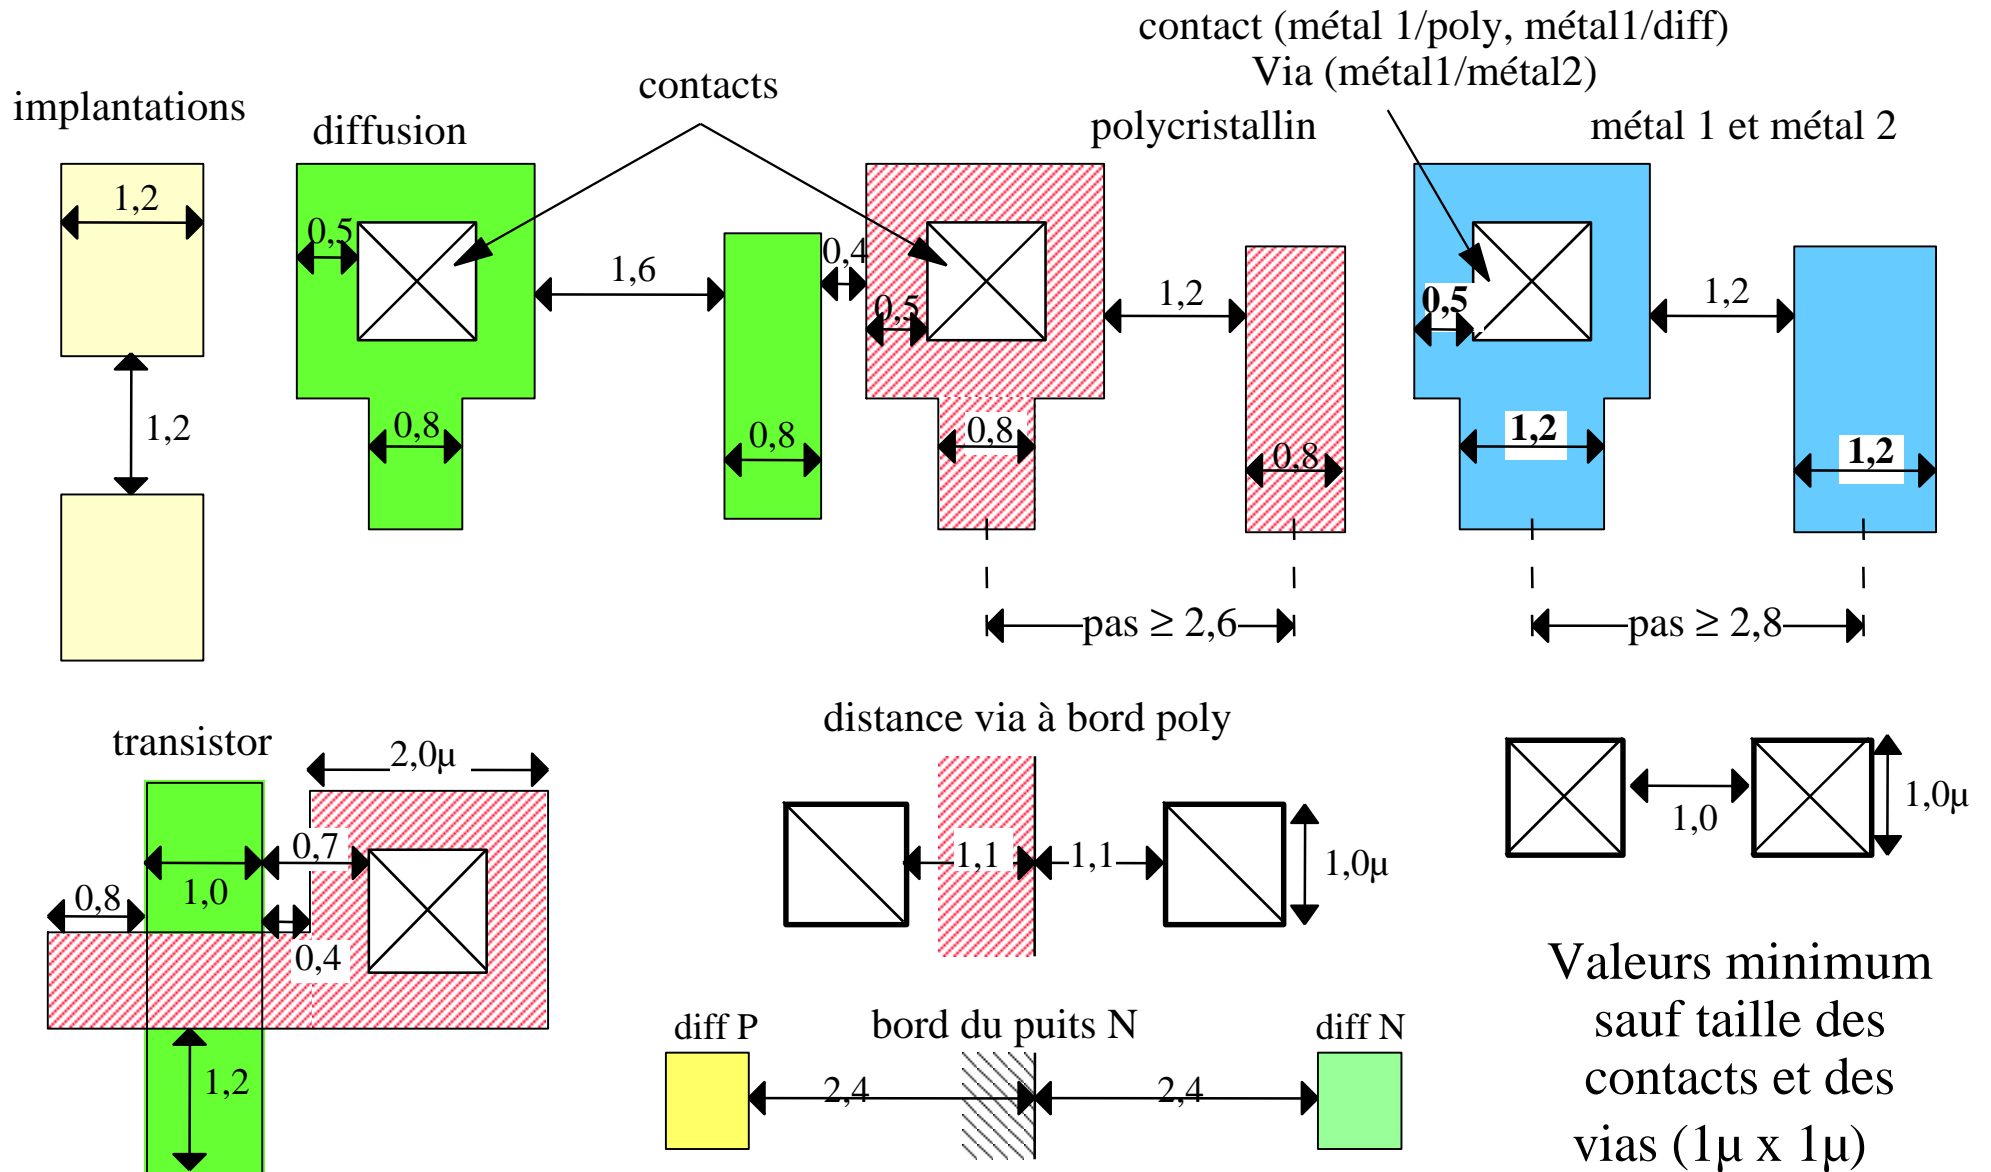 contact (métal 1/poly, métal1/diff)
Via (métal1/métal2)
contacts
implantations
diffusion
polycristallin
métal 1 et métal 2
1,2
0,5
1,6
0,4
0,5
1,2
0,5
1,2
1,2
0,8
0,8
0,8
0,8
1,2
1,2
pas ≥ 2,6
pas ≥ 2,8
transistor
2,0µ
distance via à bord poly
0,7
1,0
0,8
0,4
1,2
1,1
1,1
1,0µ
1,0
1,0µ
diff P
bord du puits N
diff N
2,4
2,4
Valeurs minimum
sauf taille des
contacts et des
vias (1µ x 1µ)